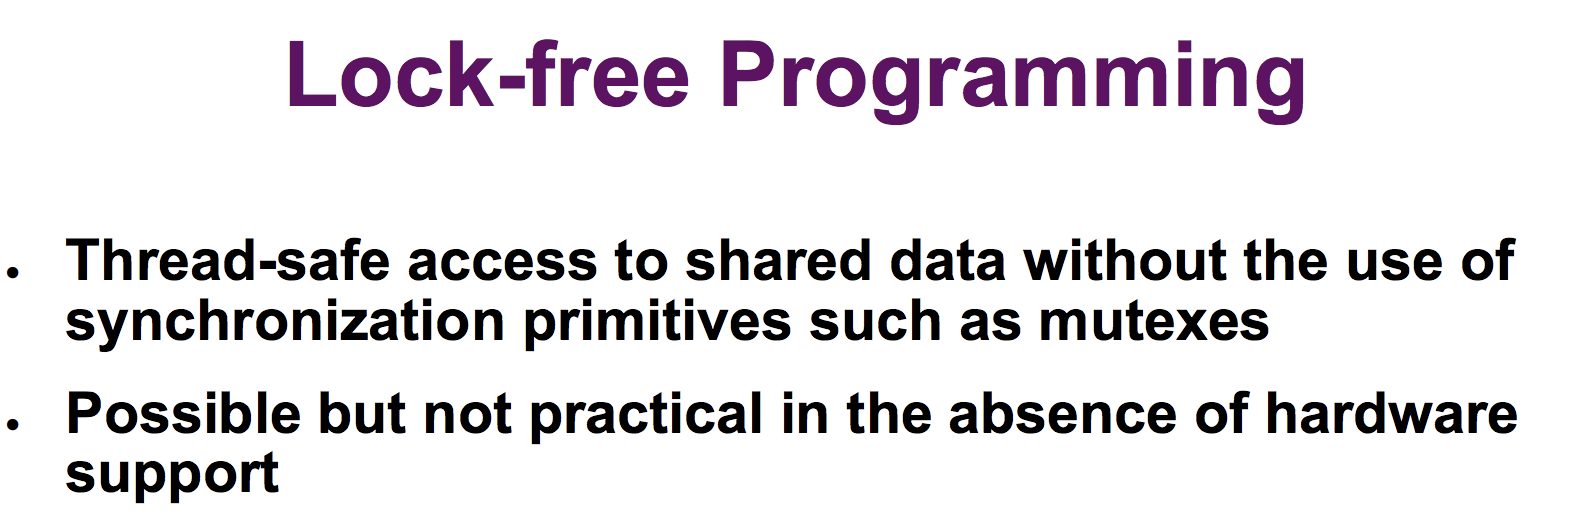 Lock-free Programming
• Thread-safe access to shared data without the use of
synchronization primitives such as mutexes
• Possible but not practical in the absence of hardware
support